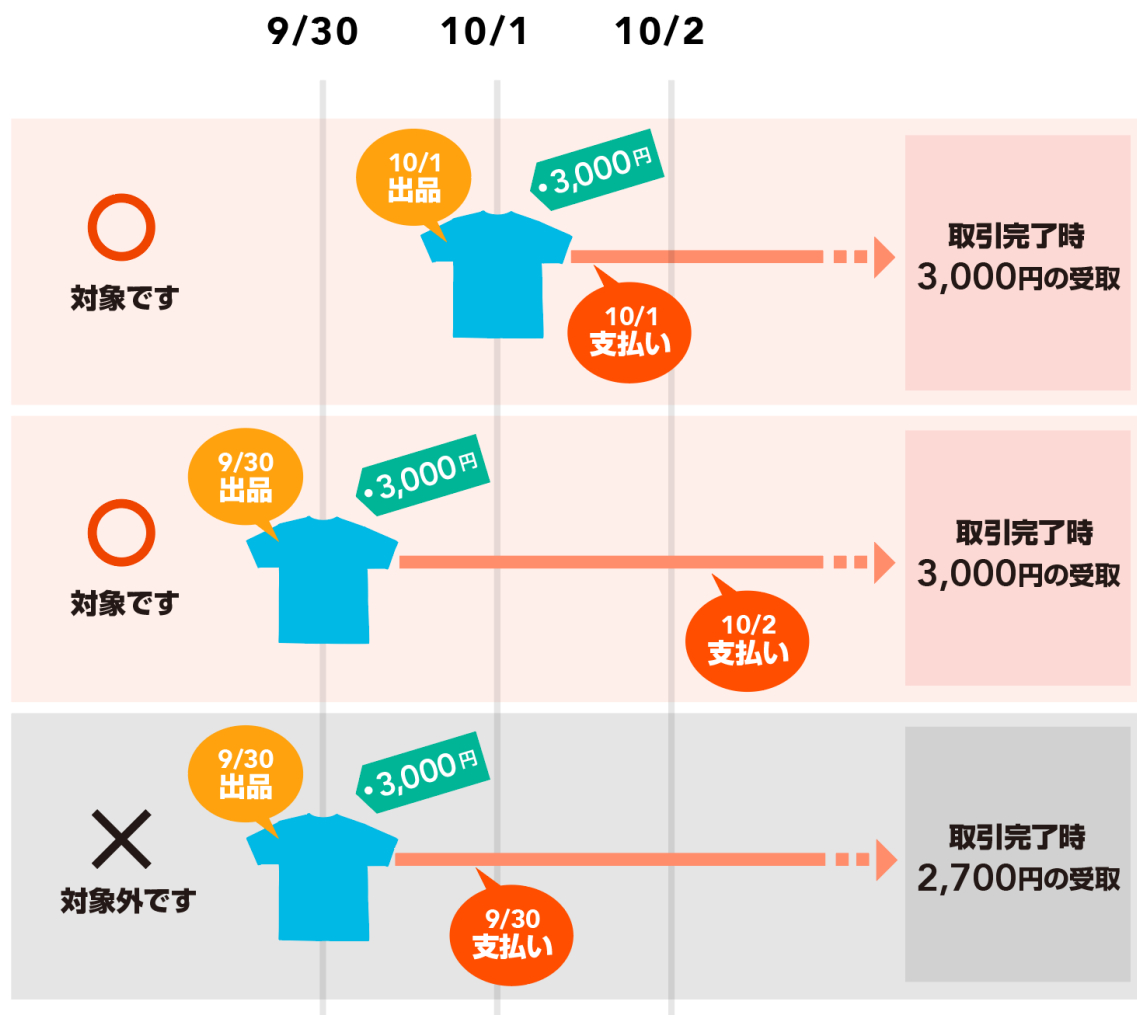 9/30 10/1 10/2
10/1
出品
3,000円
対象です
10/1
支払い
取引完了時
3,000円の受取
9/30
出品
3,000円
対象です
10/2
支払い
取引完了時
3,000円の受取
9/30
出品
3,000円
対象外です
9/30
支払い
取引完了時
2,700円の受取